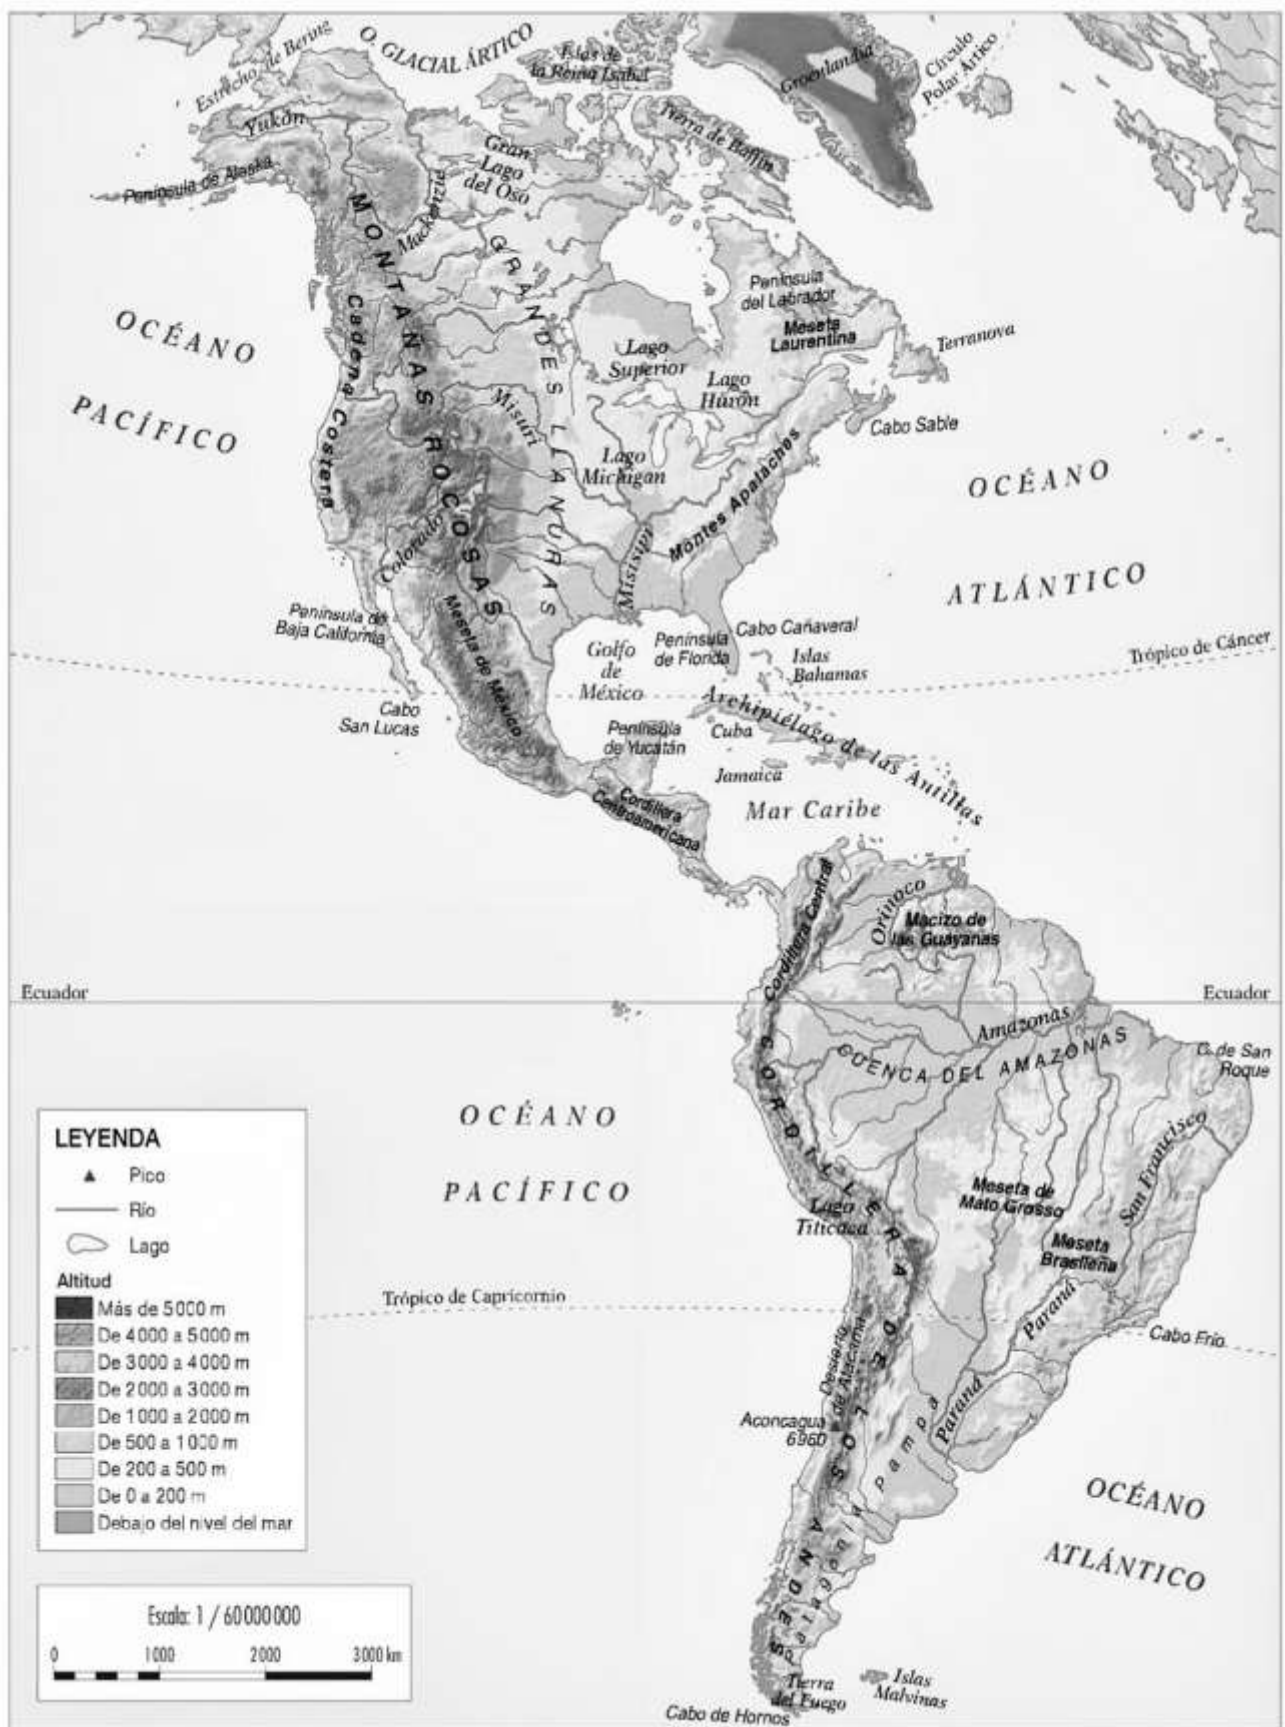 O. GLACIAL ÁRTICO
Estrecho de Bering
Islas de
la Reina Isabel
Groenlandia
Círculo
Polar Ártico
Yukón
Tierra de Baffin
Península de Alaska
Gran
Lago
del Oso
Mackenzie
MONTAÑAS ROCOSAS
GRANDES LLANURAS
Península
del Labrador
Meseta
Laurentina
Terranova
OCÉANO
PACÍFICO
Cadena Costera
Lago
Superior
Lago
Hurón
Misuri
Cabo Sable
Lago
Michigan
Montes Apalaches
OCÉANO
ATLÁNTICO
Colorado
Misisipi
Península de
Baja California
Meseta de México
Golfo
de
México
Península
de Florida
Cabo Cañaveral
Islas
Bahamas
Trópico de Cáncer
Cabo
San Lucas
Archipiélago de las Antillas
Península
de Yucatán
Cuba
Jamaica
Mar Caribe
Cordillera
Centroamericana
Cordillera Central
Orinoco
Macizo de
las Guayanas
Ecuador
Ecuador
Amazonas
CUENCA DEL AMAZONAS
C. de San
Roque
CORDILLERA DE LOS ANDES
OCÉANO
PACÍFICO
San Francisco
Meseta de
Mato Grosso
Lago
Titicaca
Meseta
Brasileña
Trópico de Capricornio
Paraná
Cabo Frío
Desierto
de Atacama
Paraná
Aconcagua
6960
Pampa
OCÉANO
ATLÁNTICO
Patagonia
Tierra
del Fuego
Islas
Malvinas
Cabo de Hornos
LEYENDA
Pico
Río
Lago
Altitud
Más de 5000 m
De 4000 a 5000 m
De 3000 a 4000 m
De 2000 a 3000 m
De 1000 a 2000 m
De 500 a 1000 m
De 200 a 500 m
De 0 a 200 m
Debajo del nivel del mar
Escala: 1 / 60000000
0 1000 2000 3000 km